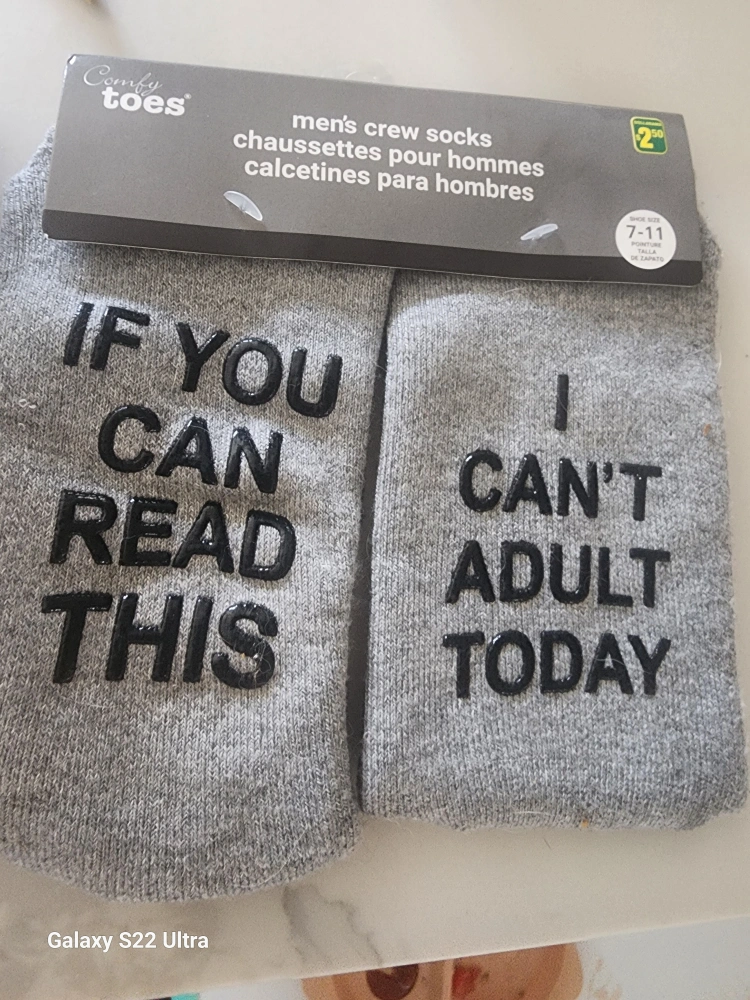 Comfy
toes®
men's crew socks
chaussettes pour hommes
calcetines para hombres
$2.50
SHOE SIZE
7-11
POINTURE
TALLA
DE ZAPATO
IF YOU
CAN
READ
THIS
I
CAN'T
ADULT
TODAY
Galaxy S22 Ultra